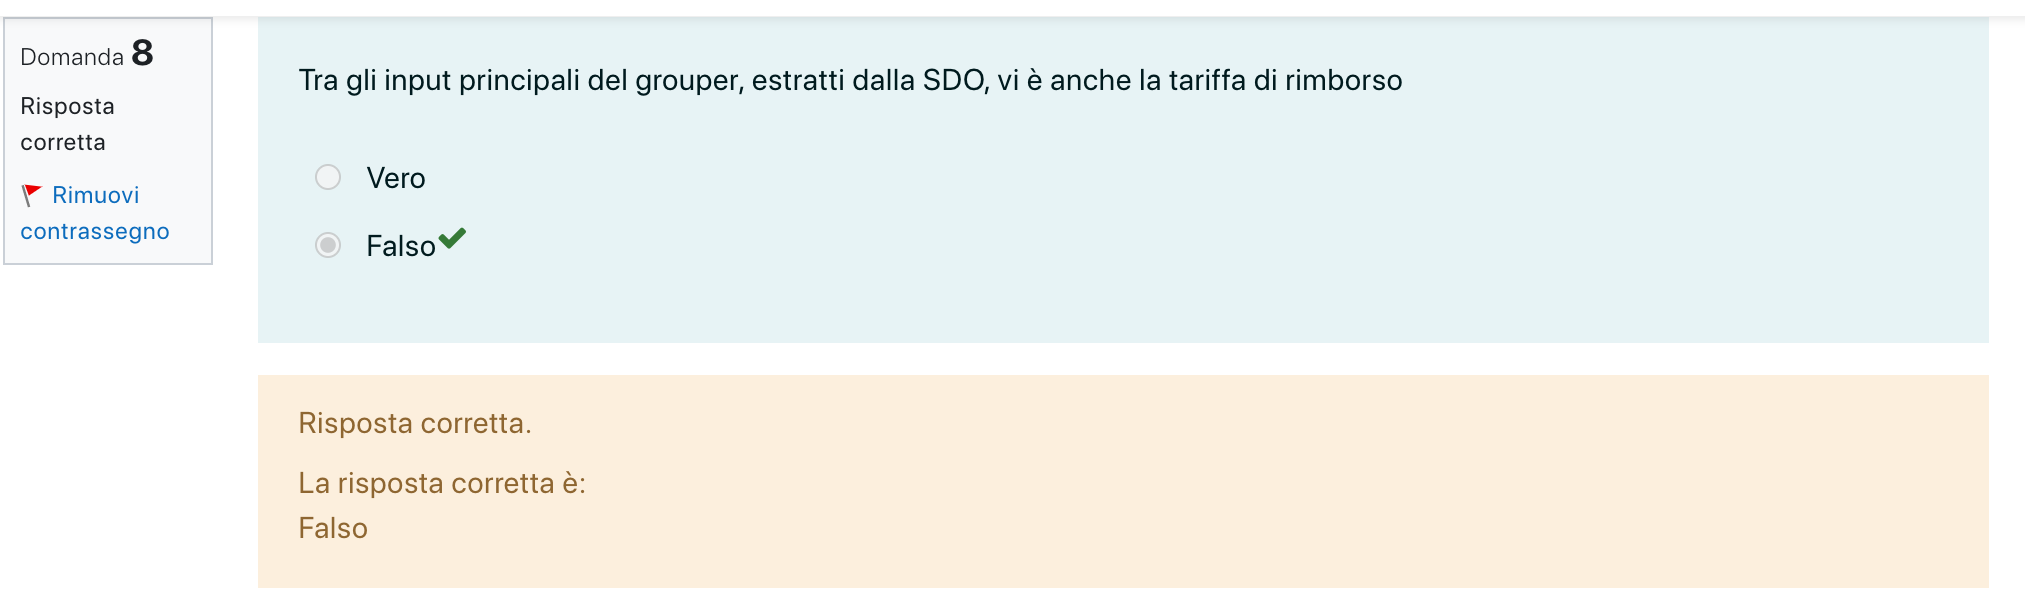 Domanda 8
Risposta
corretta
Rimuovi
contrassegno
Tra gli input principali del grouper, estratti dalla SDO, vi è anche la tariffa di rimborso
Vero
Falso
Risposta corretta.
La risposta corretta è:
Falso